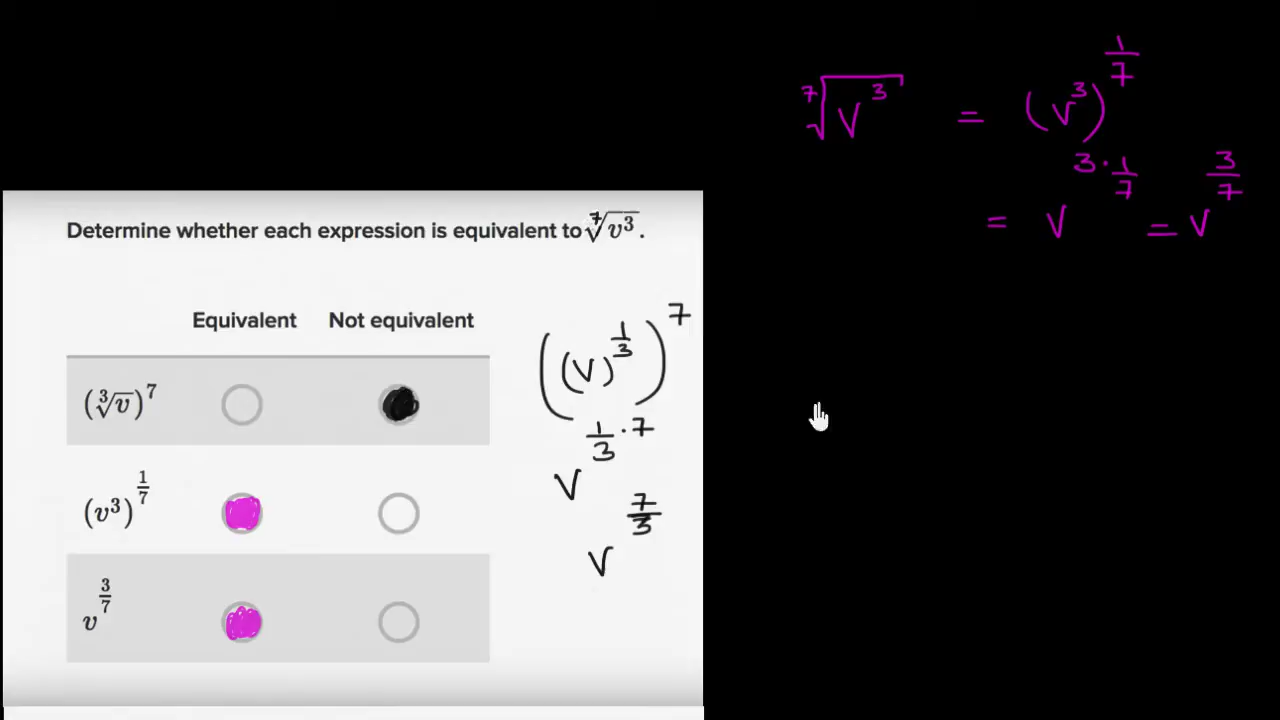 ⁷√v³ = (v³)^(1/7)
= v^(3·1/7) = v^(3/7)
Determine whether each expression is equivalent to ⁷√v³.
Equivalent Not equivalent
(³√v)^7
(v³)^(1/7)
v^(3/7)
((v)^(1/3))^7
v^(1/3·7)
v^(7/3)